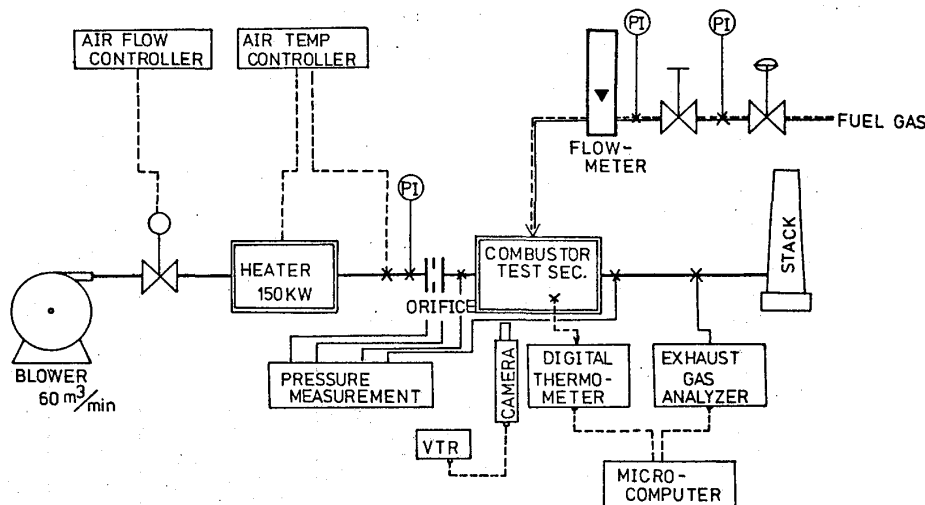 AIR FLOW
CONTROLLER
AIR TEMP
CONTROLLER
PI
PI
FUEL GAS
FLOW-
METER
PI
STACK
HEATER
150KW
COMBUSTOR
TEST SEC.
ORIFICE
BLOWER
60 m³/min
PRESSURE
MEASUREMENT
CAMERA
DIGITAL
THERMO-
METER
EXHAUST
GAS
ANALYZER
VTR
MICRO-
COMPUTER